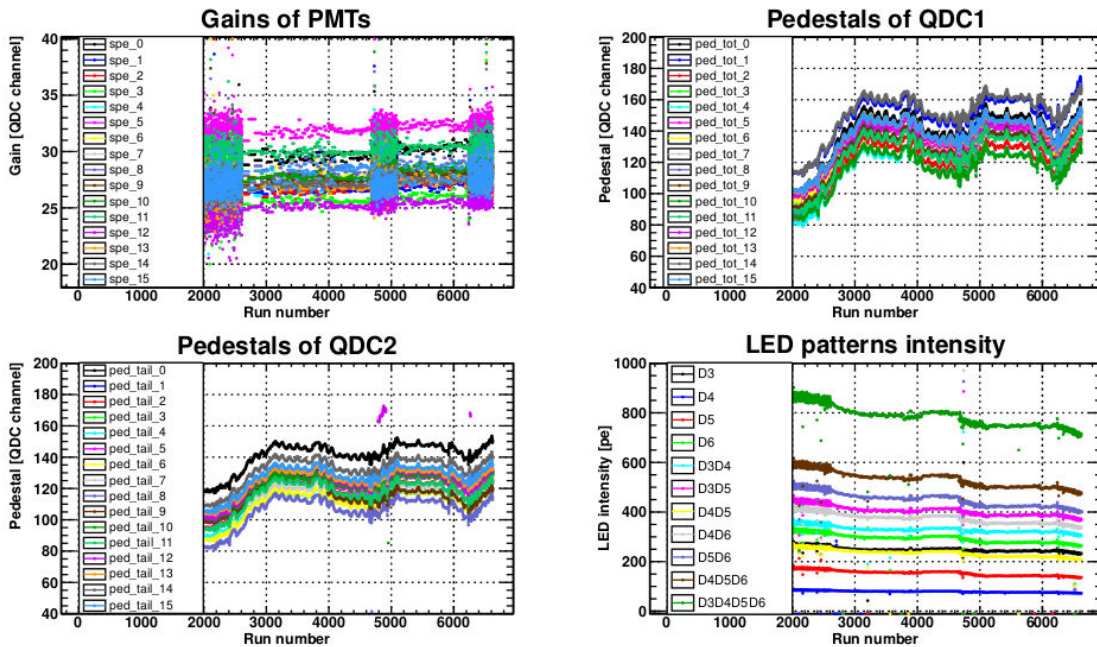 Gains of PMTs
Gain [QDC channel]
40
35
30
25
20
spe_0
spe_1
spe_2
spe_3
spe_4
spe_5
spe_6
spe_7
spe_8
spe_9
spe_10
spe_11
spe_12
spe_13
spe_14
spe_15
0 1000 2000 3000 4000 5000 6000
Run number
Pedestals of QDC1
Pedestal [QDC channel]
200
180
160
140
120
100
80
60
40
ped_tot_0
ped_tot_1
ped_tot_2
ped_tot_3
ped_tot_4
ped_tot_5
ped_tot_6
ped_tot_7
ped_tot_8
ped_tot_9
ped_tot_10
ped_tot_11
ped_tot_12
ped_tot_13
ped_tot_14
ped_tot_15
0 1000 2000 3000 4000 5000 6000
Run number
Pedestals of QDC2
Pedestal [QDC channel]
200
180
160
140
120
100
80
60
40
ped_tail_0
ped_tail_1
ped_tail_2
ped_tail_3
ped_tail_4
ped_tail_5
ped_tail_6
ped_tail_7
ped_tail_8
ped_tail_9
ped_tail_10
ped_tail_11
ped_tail_12
ped_tail_13
ped_tail_14
ped_tail_15
0 1000 2000 3000 4000 5000 6000
Run number
LED patterns intensity
LED intensity [pe]
1000
800
600
400
200
0
D3
D4
D5
D6
D3D4
D3D5
D4D5
D4D6
D5D6
D4D5D6
D3D4D5D6
0 1000 2000 3000 4000 5000 6000
Run number